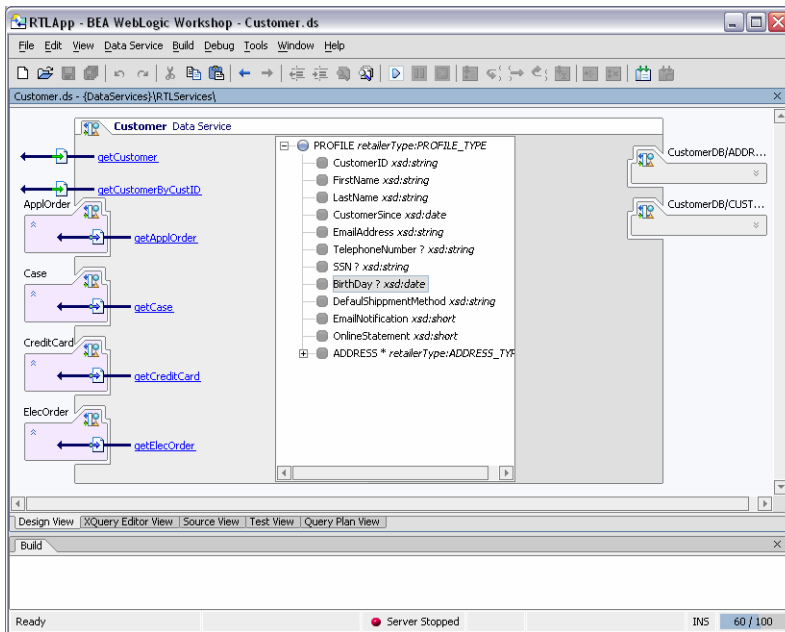 RTLApp - BEA WebLogic Workshop - Customer.ds
File Edit View Data Service Build Debug Tools Window Help
Customer.ds - {DataServices}\RTLServices\
Customer Data Service
getCustomer
getCustomerByCustID
ApplOrder
getApplOrder
Case
getCase
CreditCard
getCreditCard
ElecOrder
getElecOrder
PROFILE retailerType:PROFILE_TYPE
CustomerID xsd:string
FirstName xsd:string
LastName xsd:string
CustomerSince xsd:date
EmailAddress xsd:string
TelephoneNumber ? xsd:string
SSN ? xsd:string
BirthDay ? xsd:date
DefaulShippmentMethod xsd:string
EmailNotification xsd:short
OnlineStatement xsd:short
ADDRESS * retailerType:ADDRESS_TYP
CustomerDB/ADDR...
CustomerDB/CUST...
Design View XQuery Editor View Source View Test View Query Plan View
Build
Ready Server Stopped INS 60 / 100